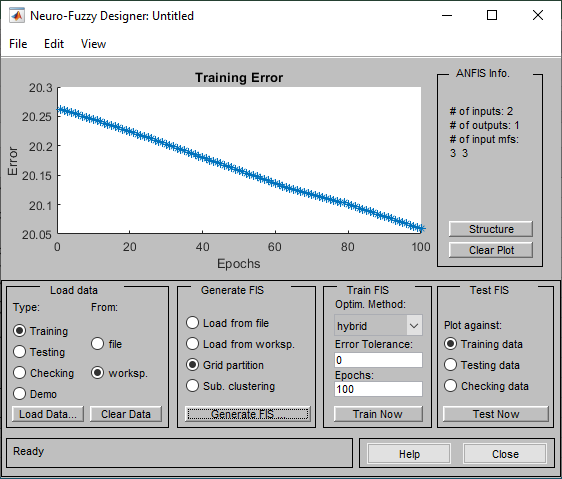 Neuro-Fuzzy Designer: Untitled
File Edit View
Training Error
20.3
20.25
20.2
20.15
20.1
20.05
Error
0 20 40 60 80 100
Epochs
ANFIS Info.
# of inputs: 2
# of outputs: 1
# of input mfs:
3 3
Structure
Clear Plot
Load data
Type: From:
Training
Testing
Checking
Demo
file
worksp.
Load Data... Clear Data
Generate FIS
Load from file
Load from worksp.
Grid partition
Sub. clustering
Generate FIS ...
Train FIS
Optim. Method:
hybrid
Error Tolerance:
0
Epochs:
100
Train Now
Test FIS
Plot against:
Training data
Testing data
Checking data
Test Now
Ready
Help Close